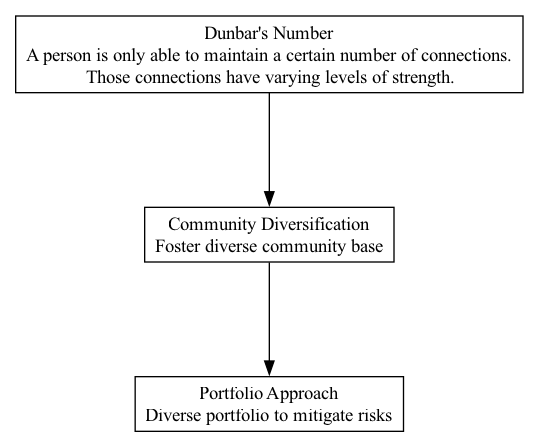 Dunbar's Number
A person is only able to maintain a certain number of connections.
Those connections have varying levels of strength.
Community Diversification
Foster diverse community base
Portfolio Approach
Diverse portfolio to mitigate risks